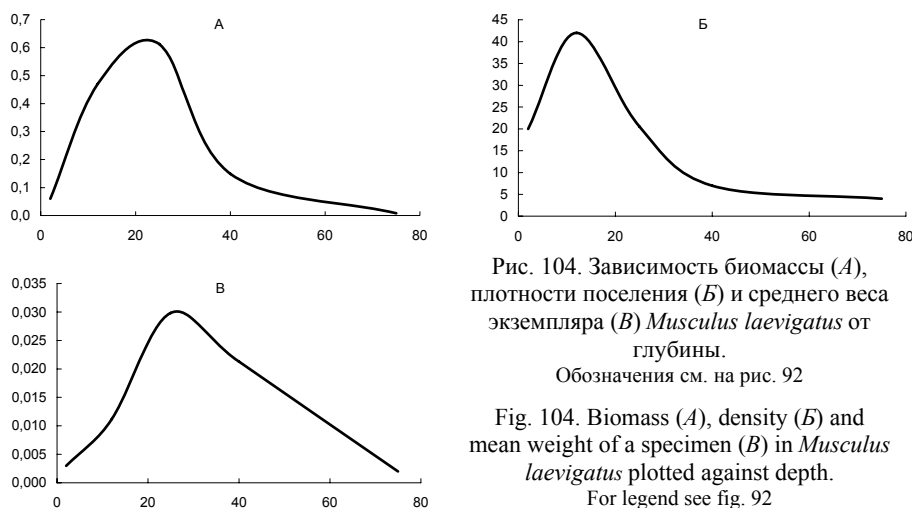 А
0,7
0,6
0,5
0,4
0,3
0,2
0,1
0,0
0 20 40 60 80
Б
45
40
35
30
25
20
15
10
5
0
0 20 40 60 80
В
0,035
0,030
0,025
0,020
0,015
0,010
0,005
0,000
0 20 40 60 80
Рис. 104. Зависимость биомассы (А),
плотности поселения (Б) и среднего веса
экземпляра (В) Musculus laevigatus от
глубины.
Обозначения см. на рис. 92
Fig. 104. Biomass (А), density (Б) and
mean weight of a specimen (В) in Musculus
laevigatus plotted against depth.
For legend see fig. 92